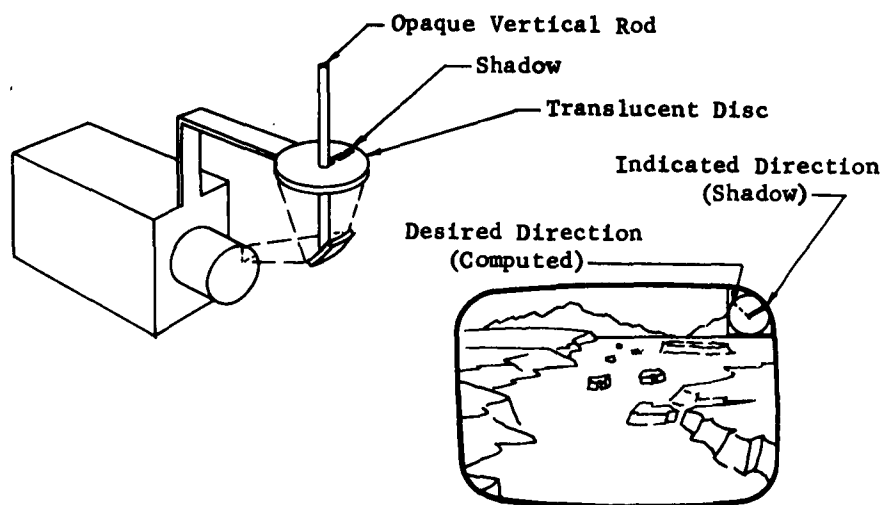 Opaque Vertical Rod
Shadow
Translucent Disc
Indicated Direction
(Shadow)
Desired Direction
(Computed)